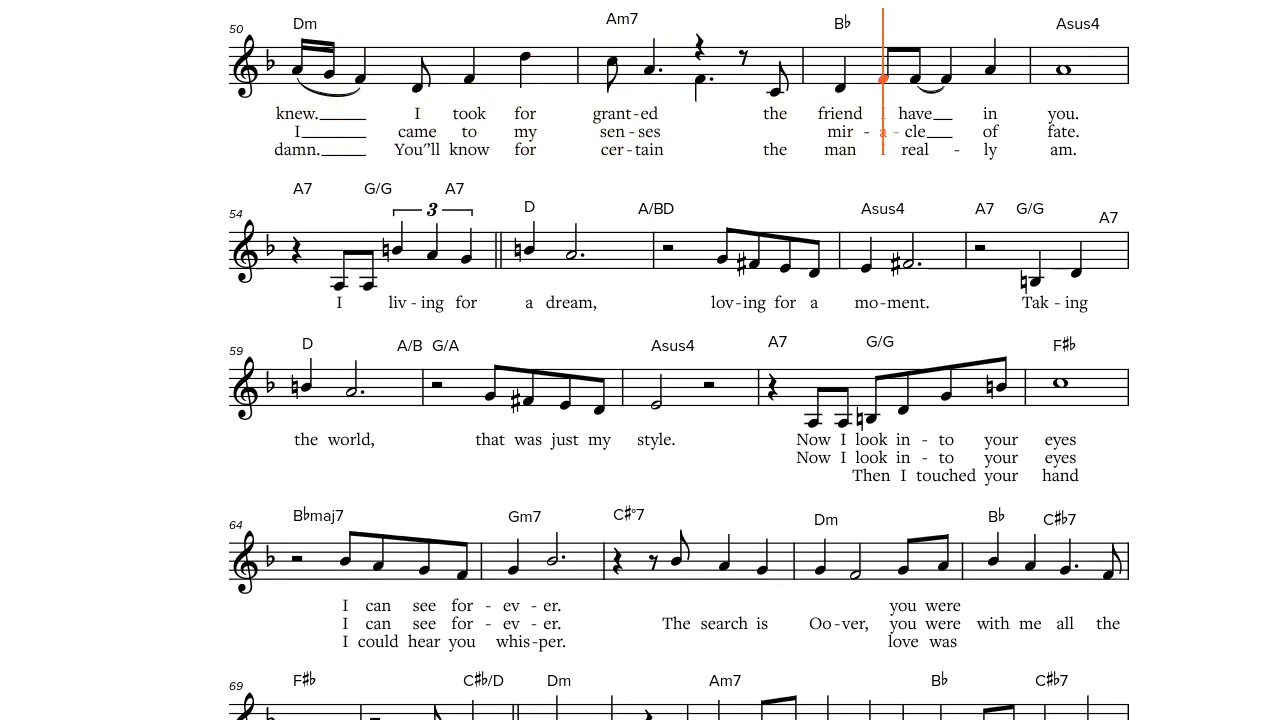 50 Dm Am7 B♭ Asus4
knew.____ I took for grant-ed the friend I have__ in you.
I____ came to my sen-ses mir - a - cle__ of fate.
damn.____ You”ll know for cer-tain the man I real - ly am.
A7 G/G A7 D A/BD Asus4 A7 G/G A7
54 3
I liv-ing for a dream, lov-ing for a mo-ment. Tak-ing
D A/B G/A Asus4 A7 G/G F♯♭
59
the world, that was just my style. Now I look in - to your eyes
Now I look in - to your eyes
Then I touched your hand
B♭maj7 Gm7 C♯°7 Dm B♭ C♯♭7
64
I can see for - ev - er. you were
I can see for - ev - er. The search is Oo-ver, you were with me all the
I could hear you whis-per. love was
F♯♭ C♯♭/D Dm Am7 B♭ C♯♭7
69